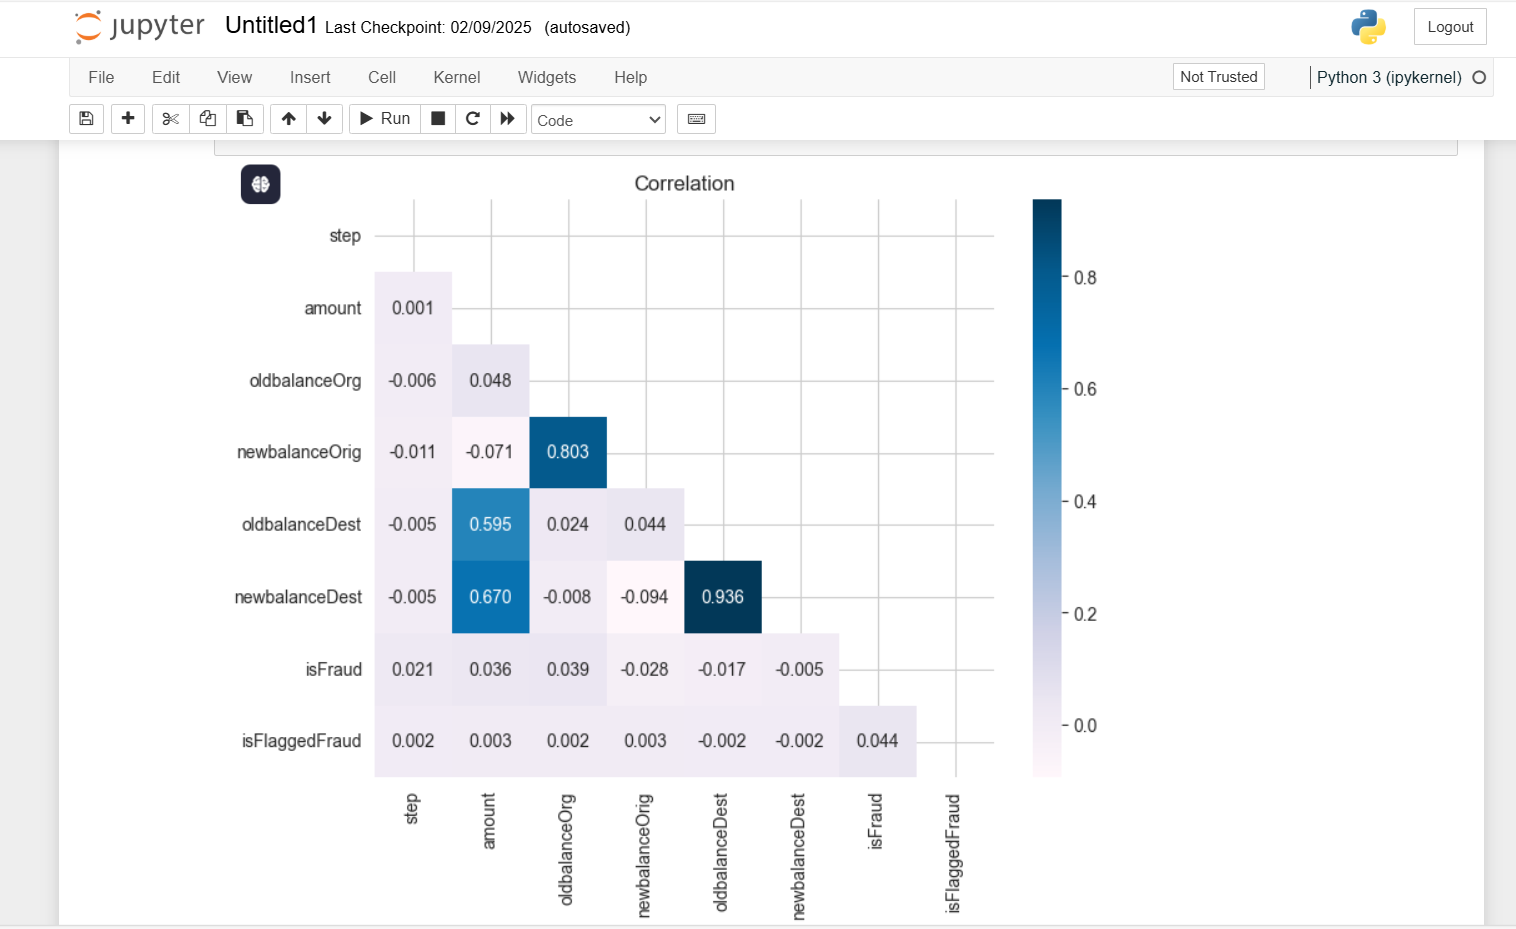 jupyter Untitled1 Last Checkpoint: 02/09/2025 (autosaved) Logout
File Edit View Insert Cell Kernel Widgets Help Not Trusted Python 3 (ipykernel)
Run Code
Correlation
step
amount 0.001
oldbalanceOrg -0.006 0.048
newbalanceOrig -0.011 -0.071 0.803
oldbalanceDest -0.005 0.595 0.024 0.044
newbalanceDest -0.005 0.670 -0.008 -0.094 0.936
isFraud 0.021 0.036 0.039 -0.028 -0.017 -0.005
isFlaggedFraud 0.002 0.003 0.002 0.003 -0.002 -0.002 0.044
step amount oldbalanceOrg newbalanceOrig oldbalanceDest newbalanceDest isFraud isFlaggedFraud
0.8
0.6
0.4
0.2
0.0